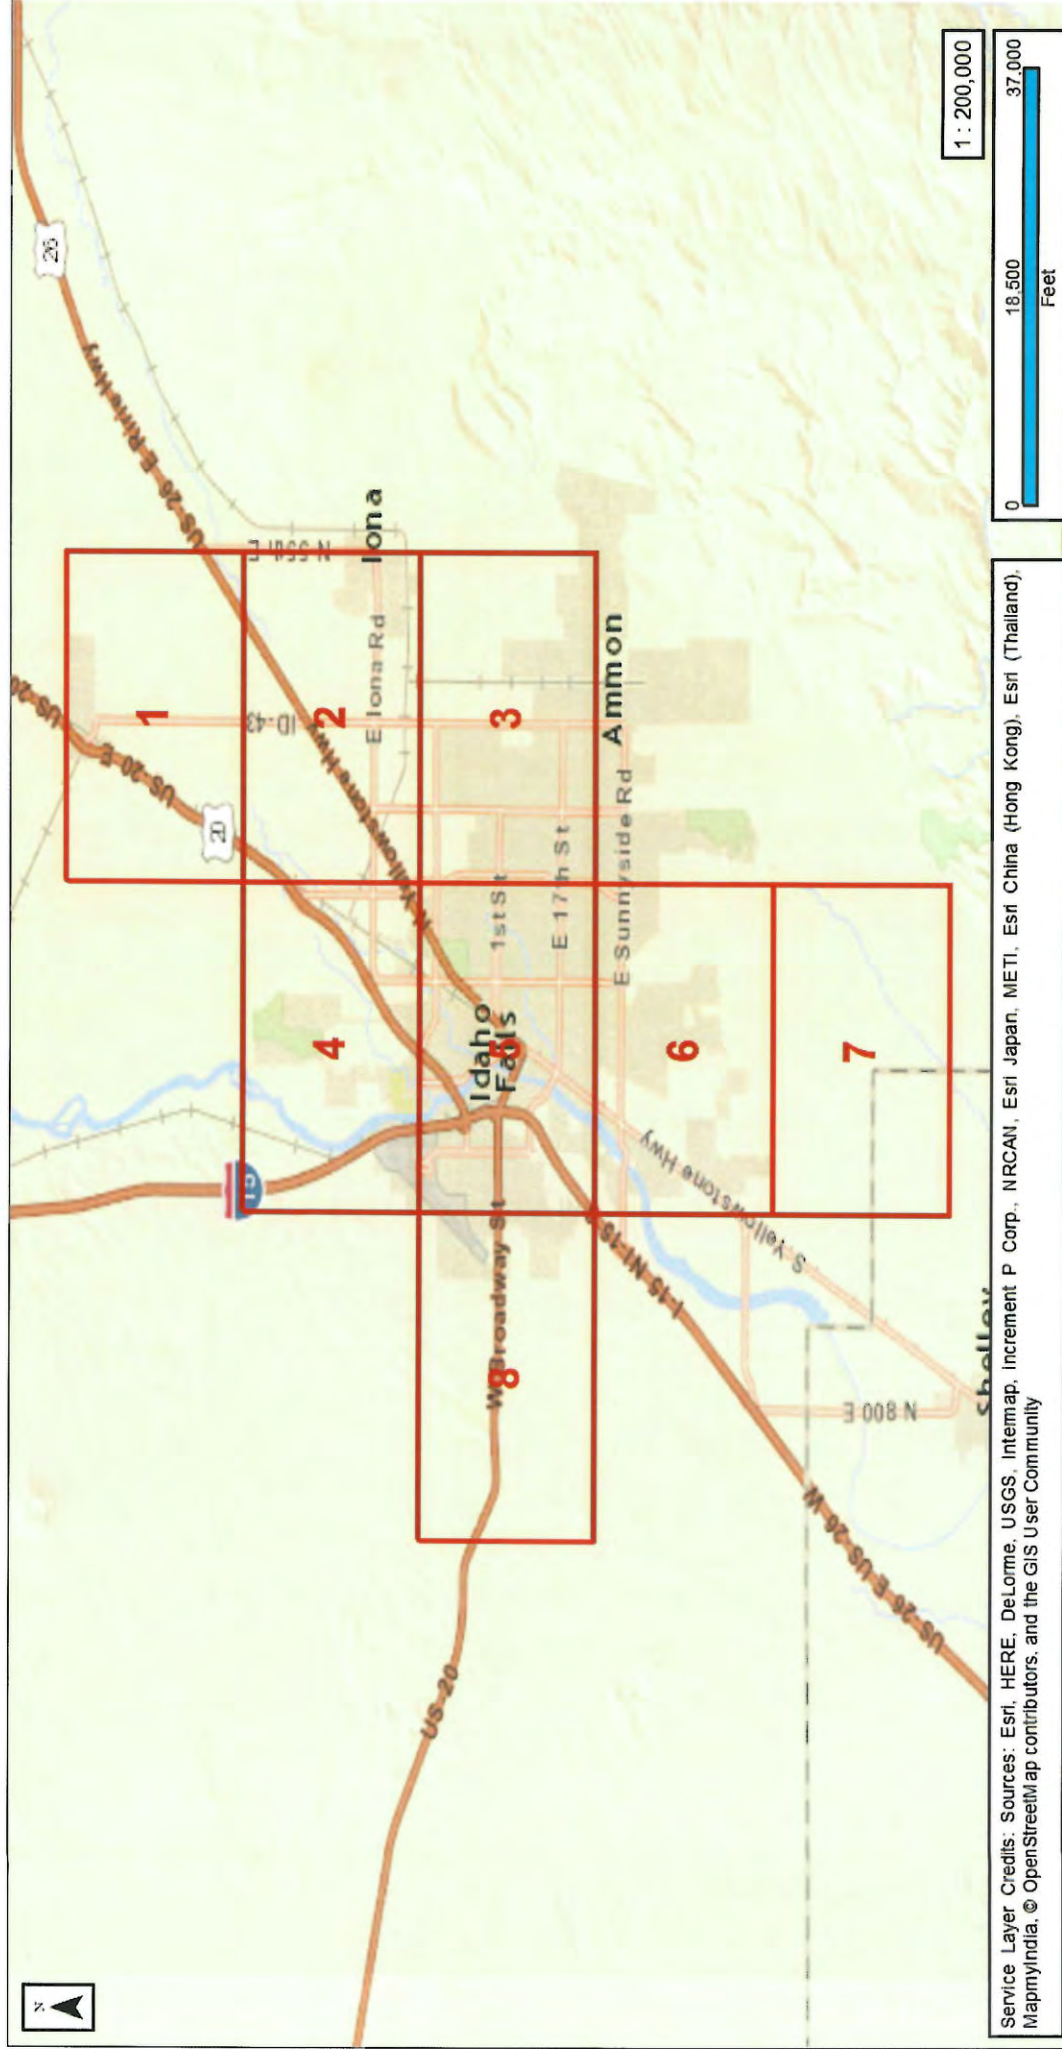 N
US-20
US-20 E
20
26
US-26 E Ririe Hwy
1
ID-43
N 55th E
2
N Yellowstone Hwy
E Iona Rd
Iona
15
4
3
1st St
E 17th St
Ammon
E Sunnyside Rd
Idaho
Falls
5
W Broadway St
8
US-20
I-15 N I-15 S
6
S Yellowstone Hwy
7
N 800 E
US-26 E US-26 W
Shelley
1 : 200,000
0 18,500 37,000
Feet
Service Layer Credits: Sources: Esri, HERE, DeLorme, USGS, Intermap, increment P Corp., NRCAN, Esri Japan, METI, Esri China (Hong Kong), Esri (Thailand),
MapmyIndia, © OpenStreetMap contributors, and the GIS User Community